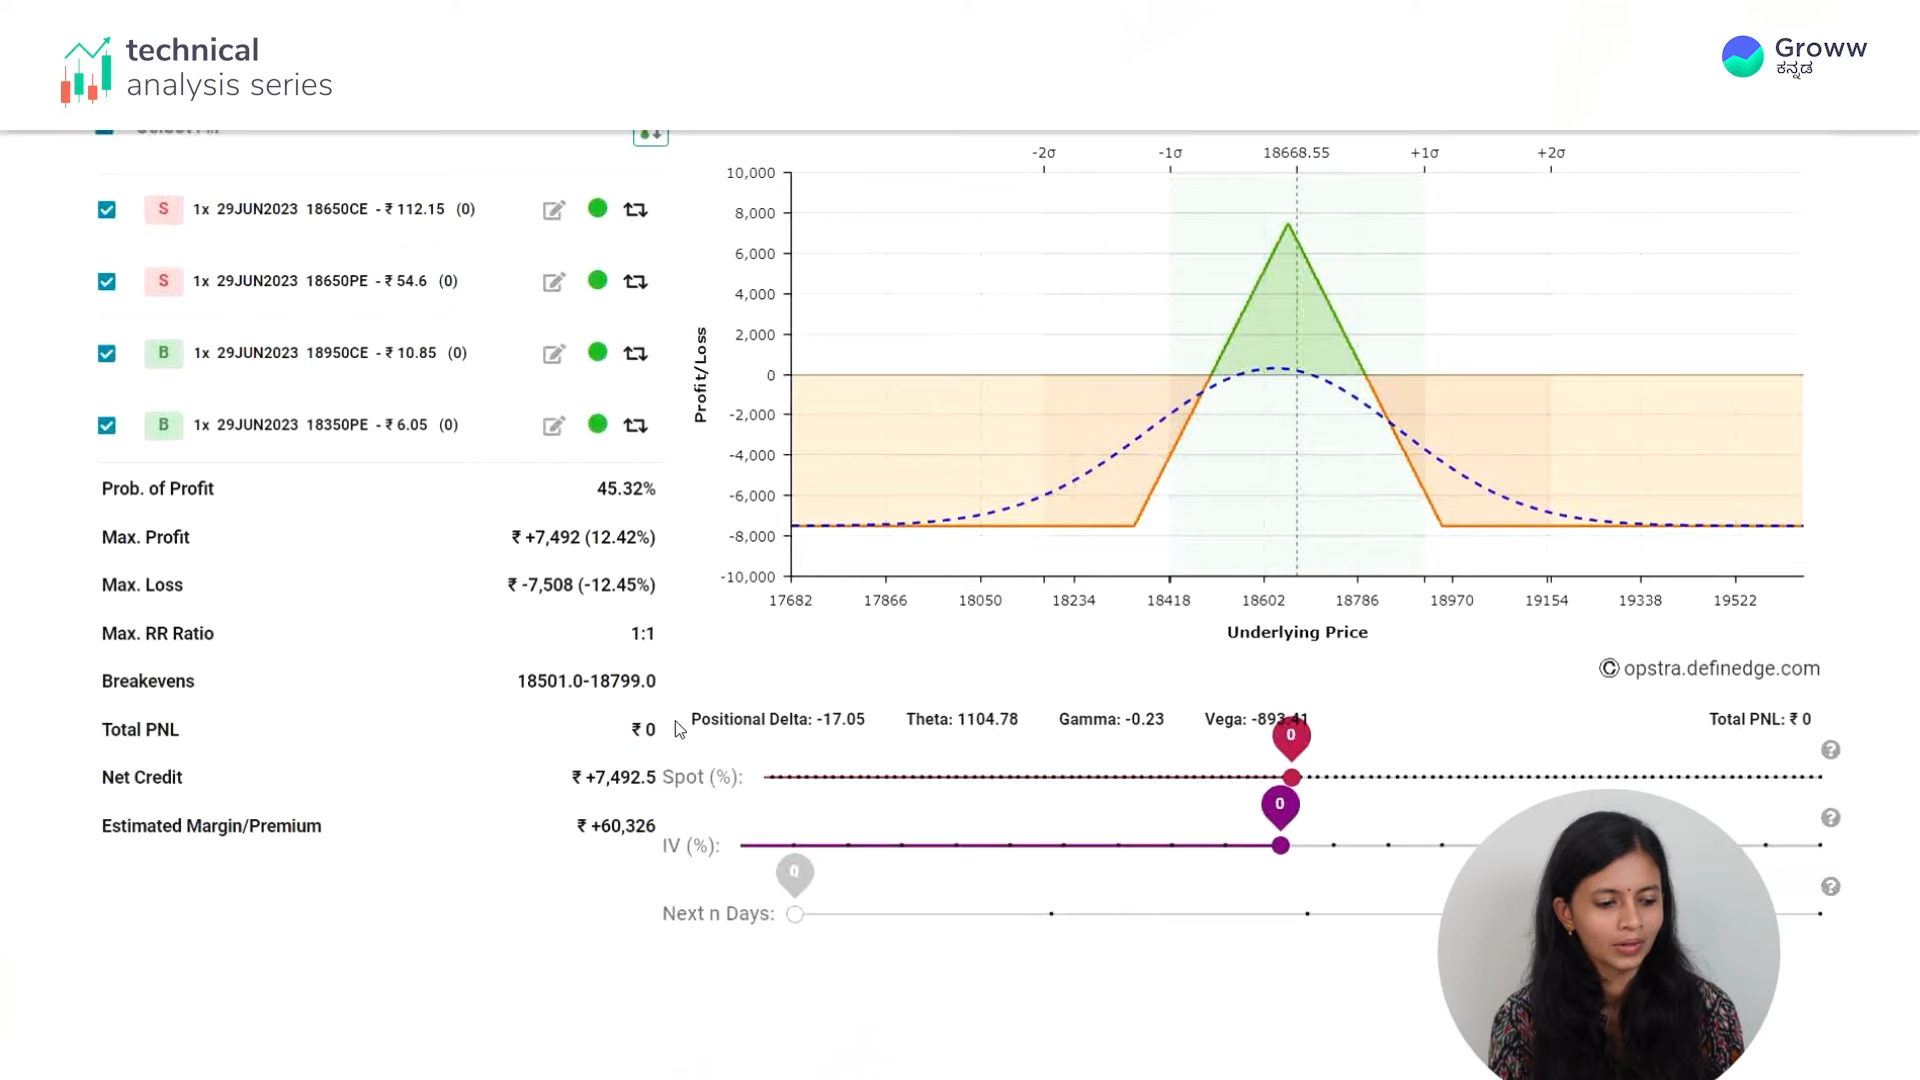 technical
analysis series
Groww
ಕನ್ನಡ
S 1x 29JUN2023 18650CE - ₹ 112.15 (0)
S 1x 29JUN2023 18650PE - ₹ 54.6 (0)
B 1x 29JUN2023 18950CE - ₹ 10.85 (0)
B 1x 29JUN2023 18350PE - ₹ 6.05 (0)
Prob. of Profit 45.32%
Max. Profit ₹ +7,492 (12.42%)
Max. Loss ₹ -7,508 (-12.45%)
Max. RR Ratio 1:1
Breakevens 18501.0-18799.0
Total PNL ₹ 0
Net Credit ₹ +7,492.5
Estimated Margin/Premium ₹ +60,326
-2σ -1σ 18668.55 +1σ +2σ
10,000
8,000
6,000
4,000
2,000
0
-2,000
-4,000
-6,000
-8,000
-10,000
Profit/Loss
17682 17866 18050 18234 18418 18602 18786 18970 19154 19338 19522
Underlying Price
© opstra.definedge.com
Positional Delta: -17.05 Theta: 1104.78 Gamma: -0.23 Vega: -893.41 Total PNL: ₹ 0
0
?
Spot (%):
0
?
IV (%):
0
?
Next n Days: